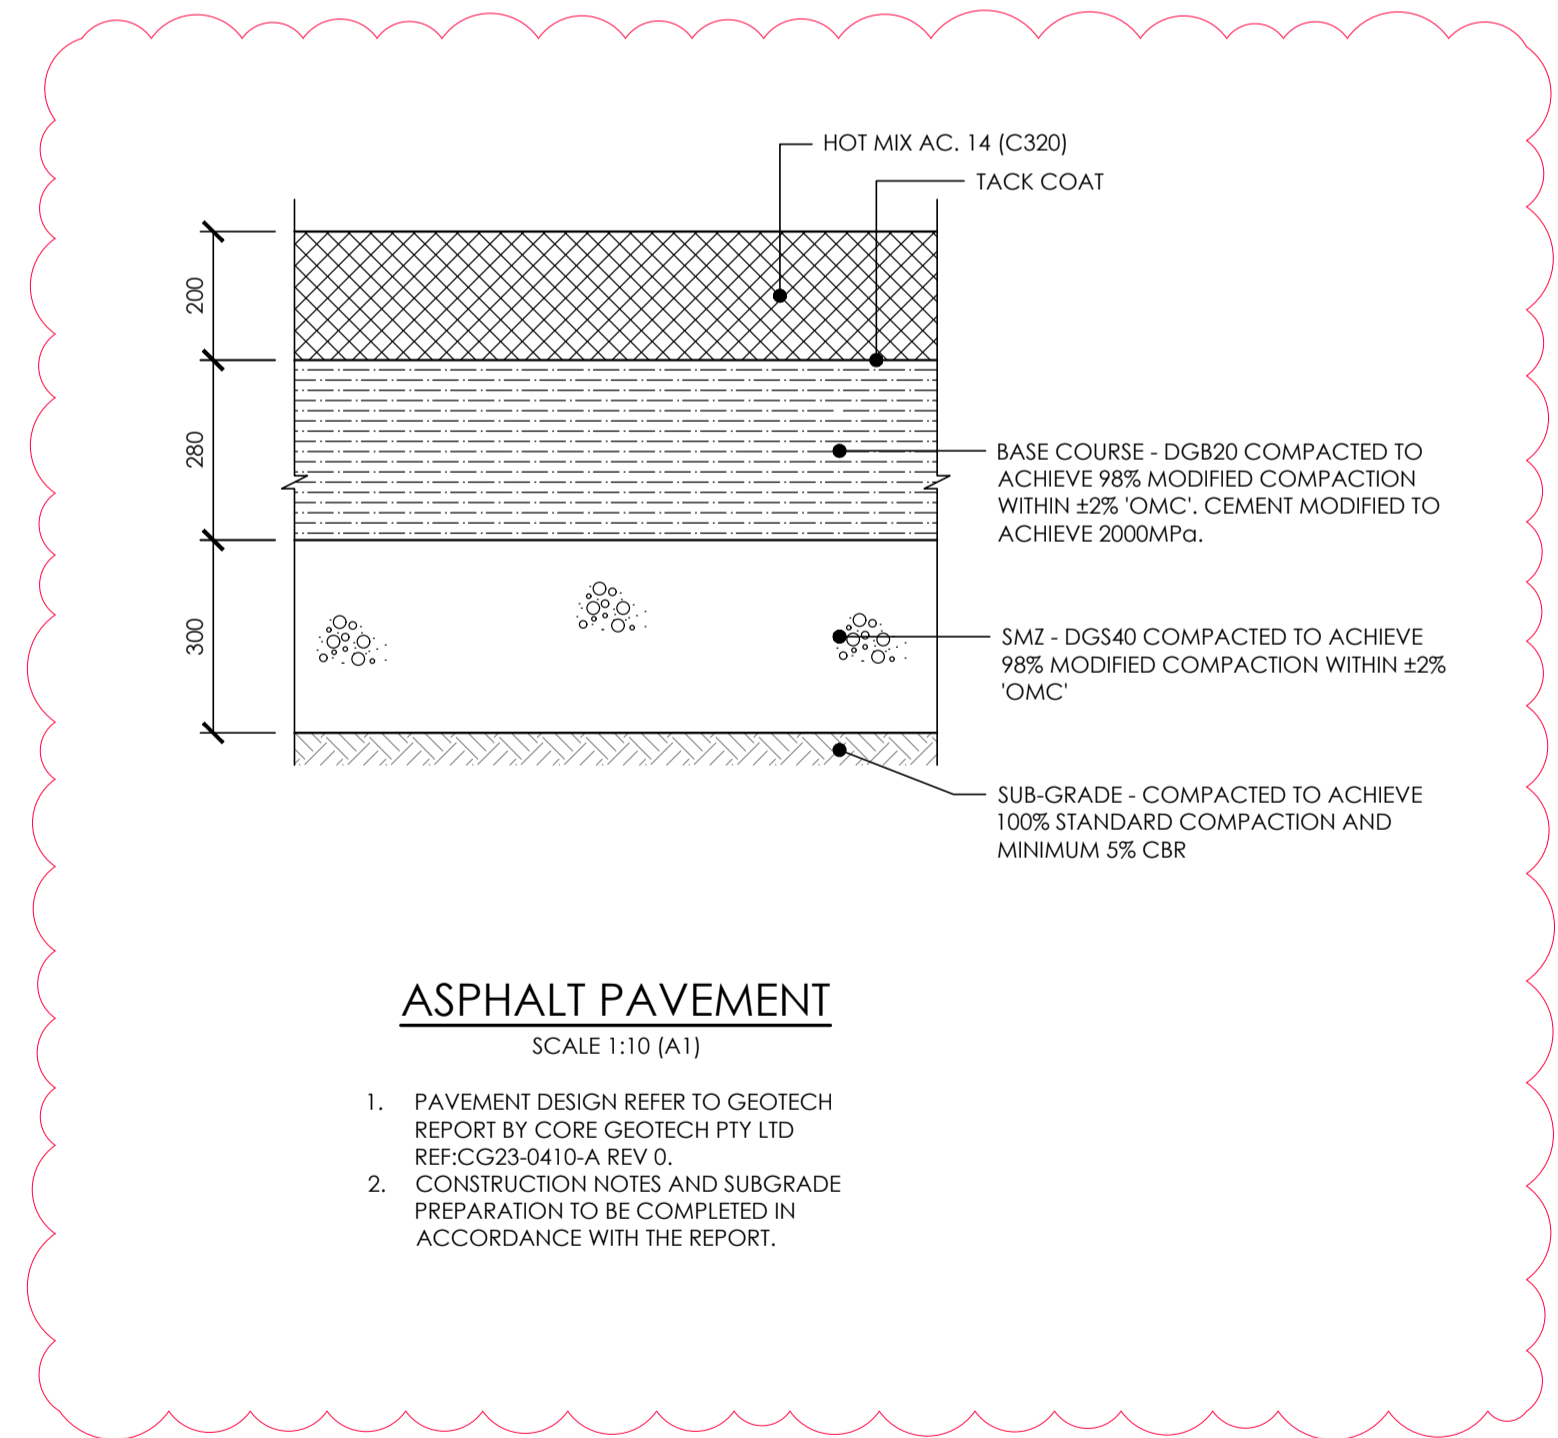 HOT MIX AC. 14 (C320)
TACK COAT
200
280
300
BASE COURSE - DGB20 COMPACTED TO
ACHIEVE 98% MODIFIED COMPACTION
WITHIN ±2% 'OMC'. CEMENT MODIFIED TO
ACHIEVE 2000MPa.
SMZ - DGS40 COMPACTED TO ACHIEVE
98% MODIFIED COMPACTION WITHIN ±2%
'OMC'
SUB-GRADE - COMPACTED TO ACHIEVE
100% STANDARD COMPACTION AND
MINIMUM 5% CBR
ASPHALT PAVEMENT
SCALE 1:10 (A1)
1. PAVEMENT DESIGN REFER TO GEOTECH
REPORT BY CORE GEOTECH PTY LTD
REF:CG23-0410-A REV 0.
2. CONSTRUCTION NOTES AND SUBGRADE
PREPARATION TO BE COMPLETED IN
ACCORDANCE WITH THE REPORT.